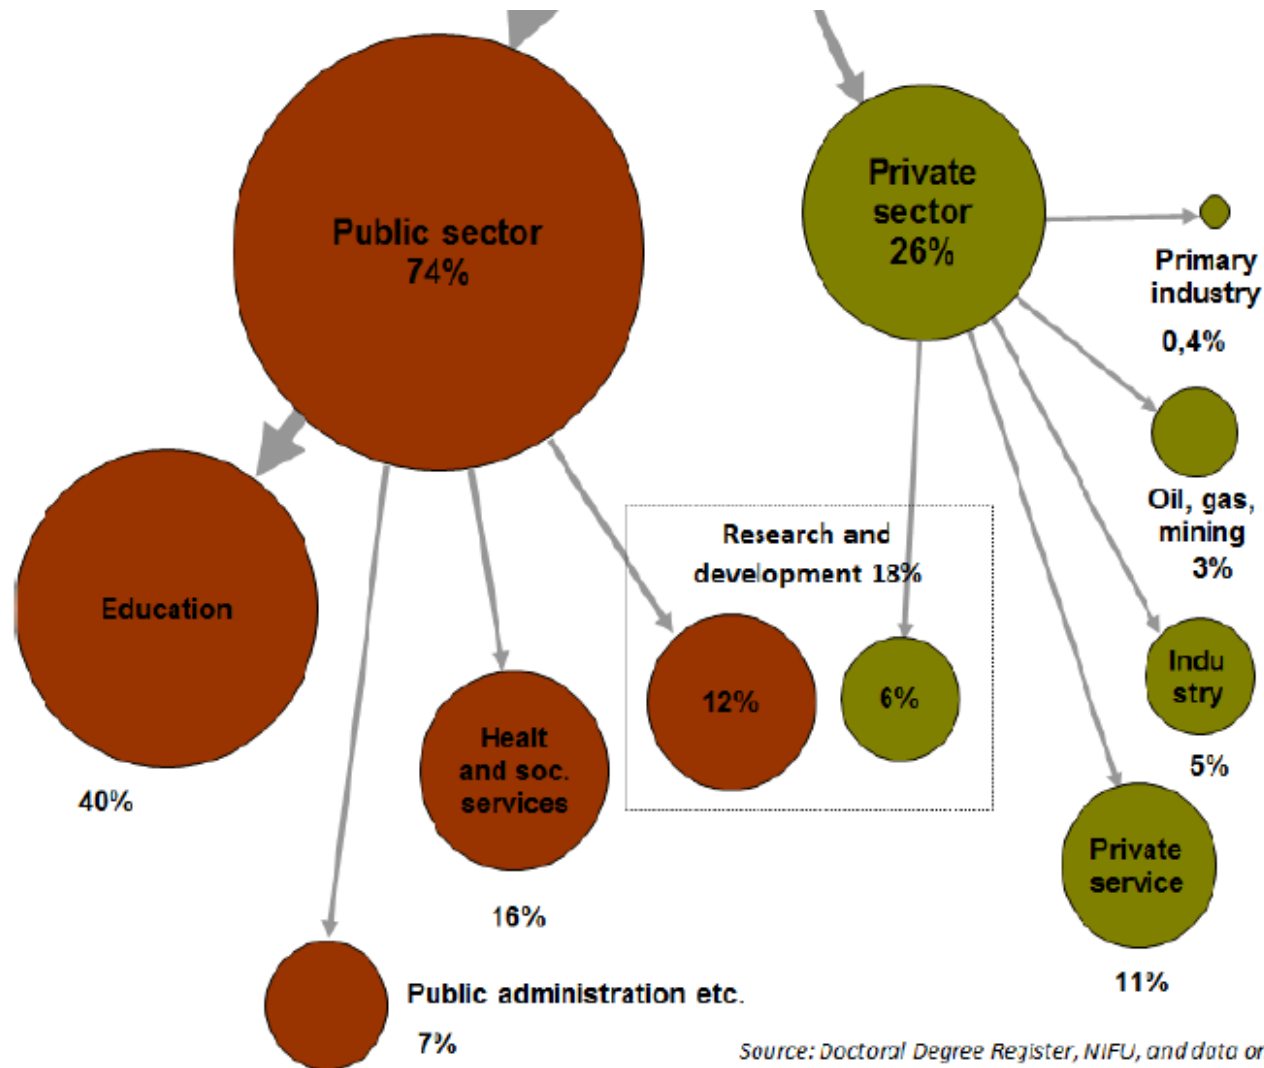 Public sector
74%
Private
sector
26%
Primary
industry
0,4%
Oil, gas,
mining
3%
Research and
development 18%
12%
6%
Education
40%
Healt
and soc.
services
16%
Indu
stry
5%
Private
service
11%
Public administration etc.
7%
Source: Doctoral Degree Register, NIFU, and data or